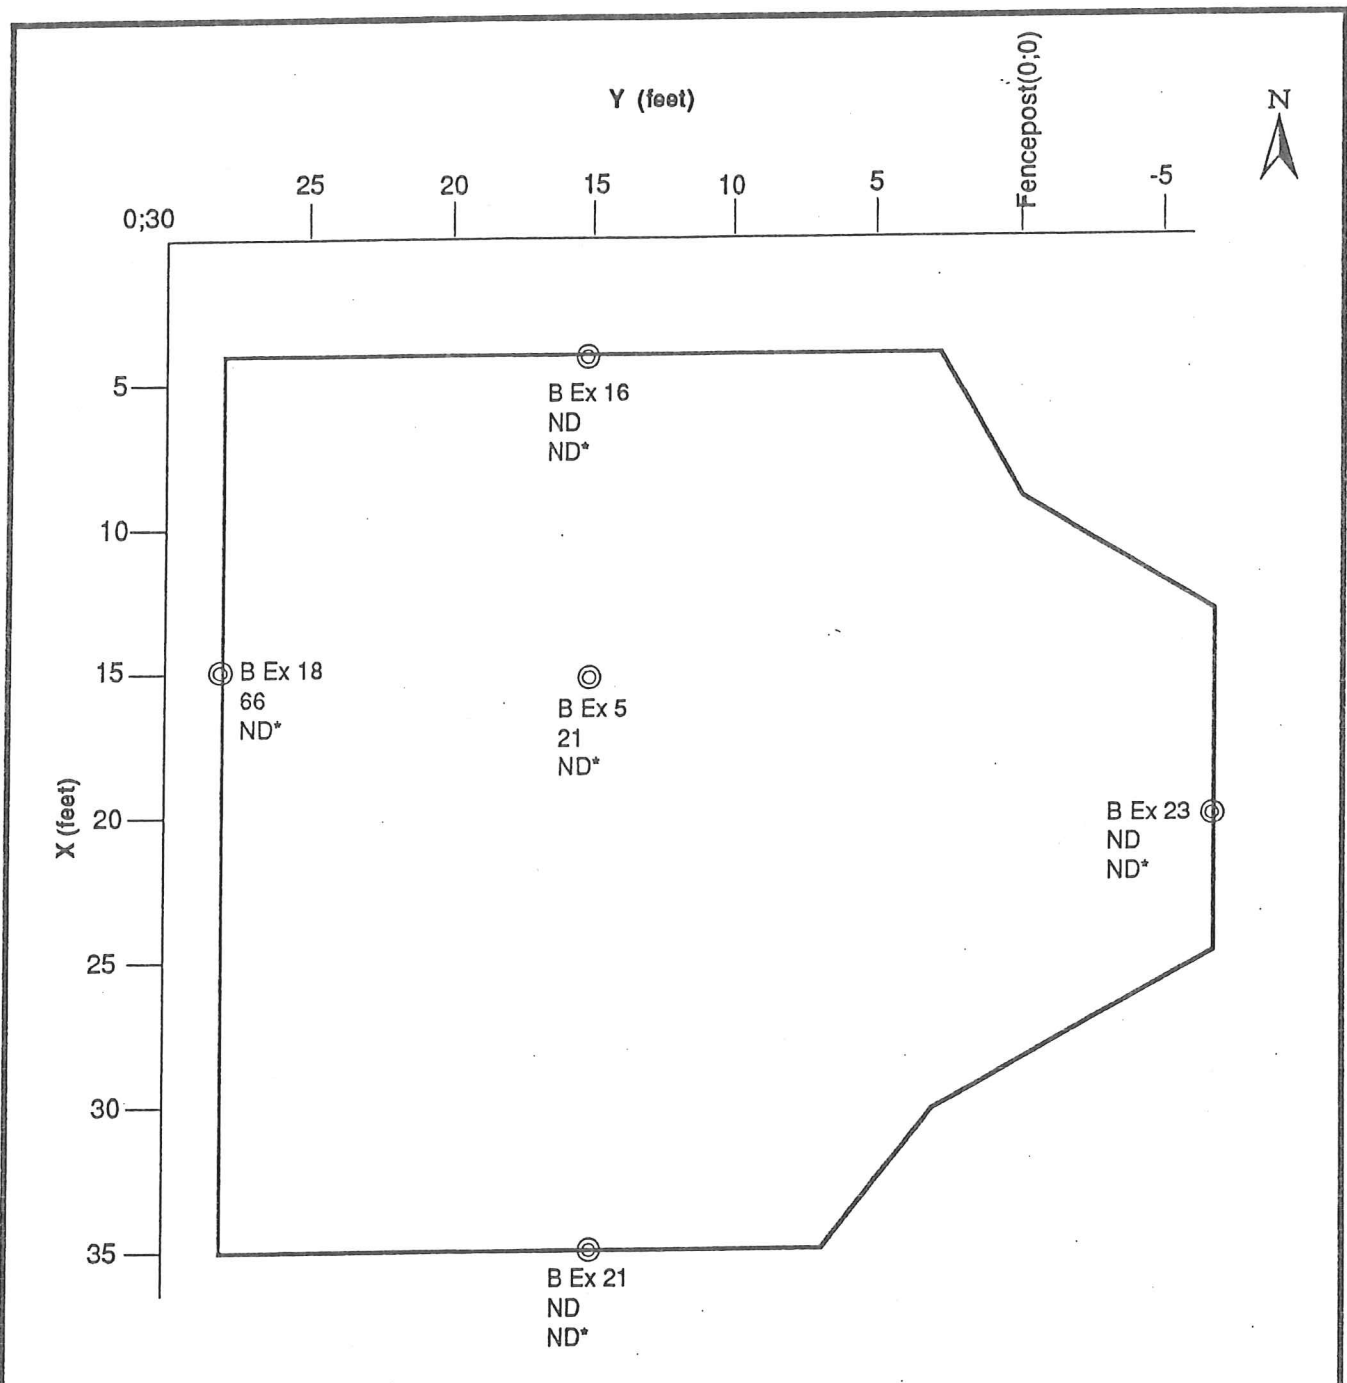 Y (feet)
Fencepost(0;0)
N
25
20
15
10
5
-5
0;30
5
10
15
20
25
30
35
X (feet)
B Ex 16
ND
ND*
B Ex 18
66
ND*
B Ex 5
21
ND*
B Ex 23
ND
ND*
B Ex 21
ND
ND*